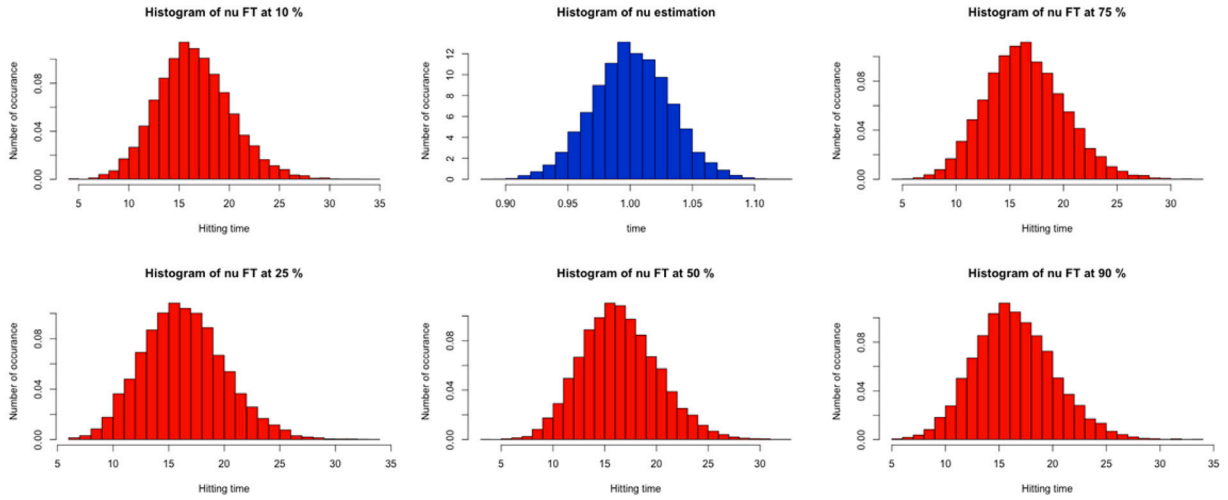 Histogram of nu FT at 10 %
Number of occurance
0.00 0.04 0.08
5 10 15 20 25 30 35
Hitting time
Histogram of nu estimation
Number of occurance
0 2 4 6 8 10 12
0.90 0.95 1.00 1.05 1.10
time
Histogram of nu FT at 75 %
Number of occurance
0.00 0.04 0.08
5 10 15 20 25 30
Hitting time
Histogram of nu FT at 25 %
Number of occurance
0.00 0.04 0.08
5 10 15 20 25 30 35
Hitting time
Histogram of nu FT at 50 %
Number of occurance
0.00 0.04 0.08
10 15 20 25 30
Hitting time
Histogram of nu FT at 90 %
Number of occurance
0.00 0.04 0.08
5 10 15 20 25 30 35
Hitting time